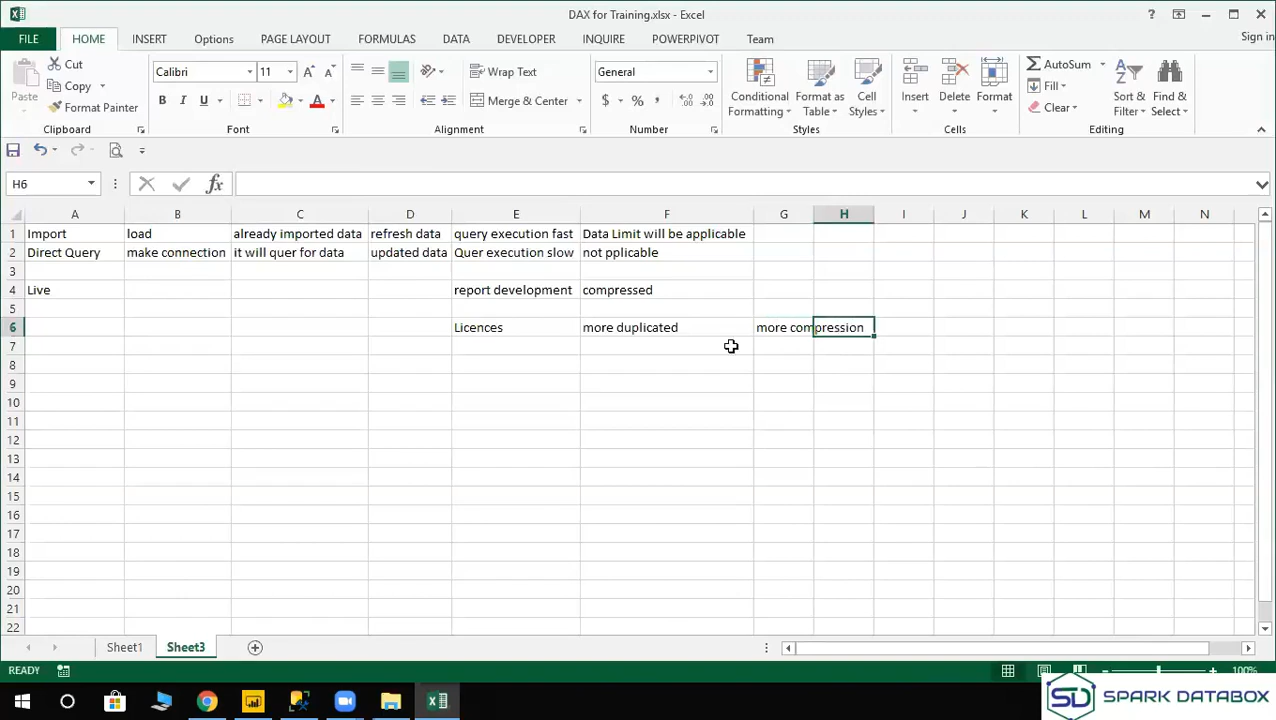 DAX for Training.xlsx - Excel
?
FILE HOME INSERT Options PAGE LAYOUT FORMULAS DATA DEVELOPER INQUIRE POWERPIVOT Team Sign in
Paste
Cut
Copy
Format Painter
Clipboard
Calibri 11
B I U
Font
Wrap Text
Merge & Center
Alignment
General
$ % ,
Number
Conditional Formatting
Format as Table
Cell Styles
Styles
Insert Delete Format
Cells
AutoSum
Fill
Clear
Sort & Filter
Find & Select
Editing
H6 fx
A B C D E F G H I J K L M N
1 Import load already imported data refresh data query execution fast Data Limit will be applicable
2 Direct Query make connection it will quer for data updated data Quer execution slow not pplicable
3
4 Live report development compressed
5
6 Licences more duplicated more compression
7
8
9
10
11
12
13
14
15
16
17
18
19
20
21
22
Sheet1 Sheet3
READY 100%
SD SPARK DATABOX